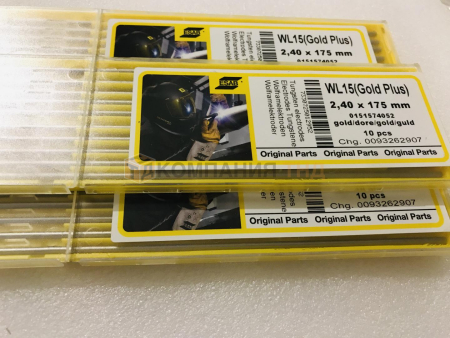 ESAB
WL15(Gold Plus)
2,40 x 175 mm
0151574052
ESAB
WL15(Gold Plus)
2,40 x 175 mm
0151574052
gold/dore/gold/guld
10 pcs
Chg. 0093262907
Tungsten electrodes
Electrodes Tungstene
Wolframelektroden
Wolframelektroder
Original Parts Original Parts Original Parts
10 pcs
Chg. 0093262907
Original Parts Original Parts Original Parts